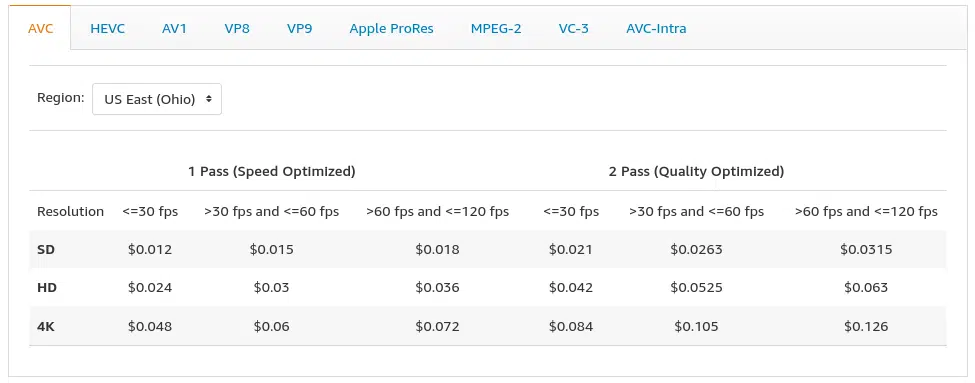 AVC HEVC AV1 VP8 VP9 Apple ProRes MPEG-2 VC-3 AVC-Intra
Region: US East (Ohio)
1 Pass (Speed Optimized) 2 Pass (Quality Optimized)
Resolution <=30 fps >30 fps and <=60 fps >60 fps and <=120 fps <=30 fps >30 fps and <=60 fps >60 fps and <=120 fps
SD $0.012 $0.015 $0.018 $0.021 $0.0263 $0.0315
HD $0.024 $0.03 $0.036 $0.042 $0.0525 $0.063
4K $0.048 $0.06 $0.072 $0.084 $0.105 $0.126